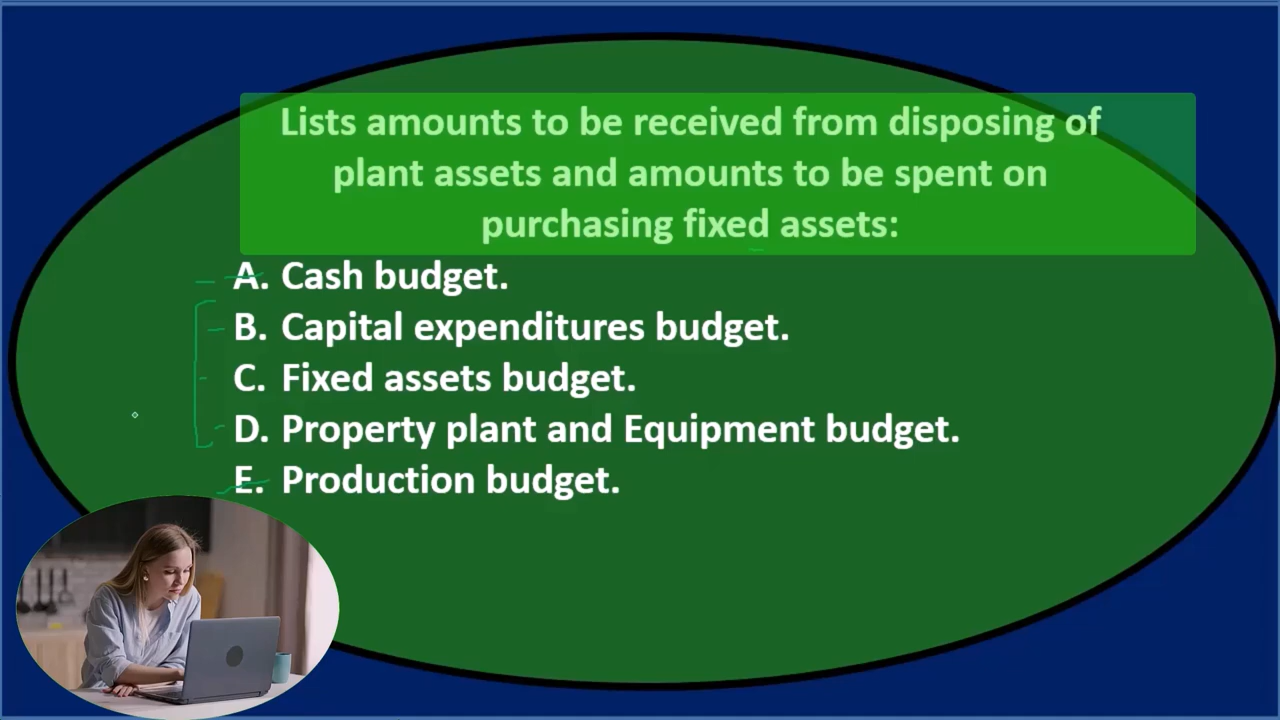 Lists amounts to be received from disposing of
plant assets and amounts to be spent on
purchasing fixed assets:
A. Cash budget.
B. Capital expenditures budget.
C. Fixed assets budget.
D. Property plant and Equipment budget.
E. Production budget.